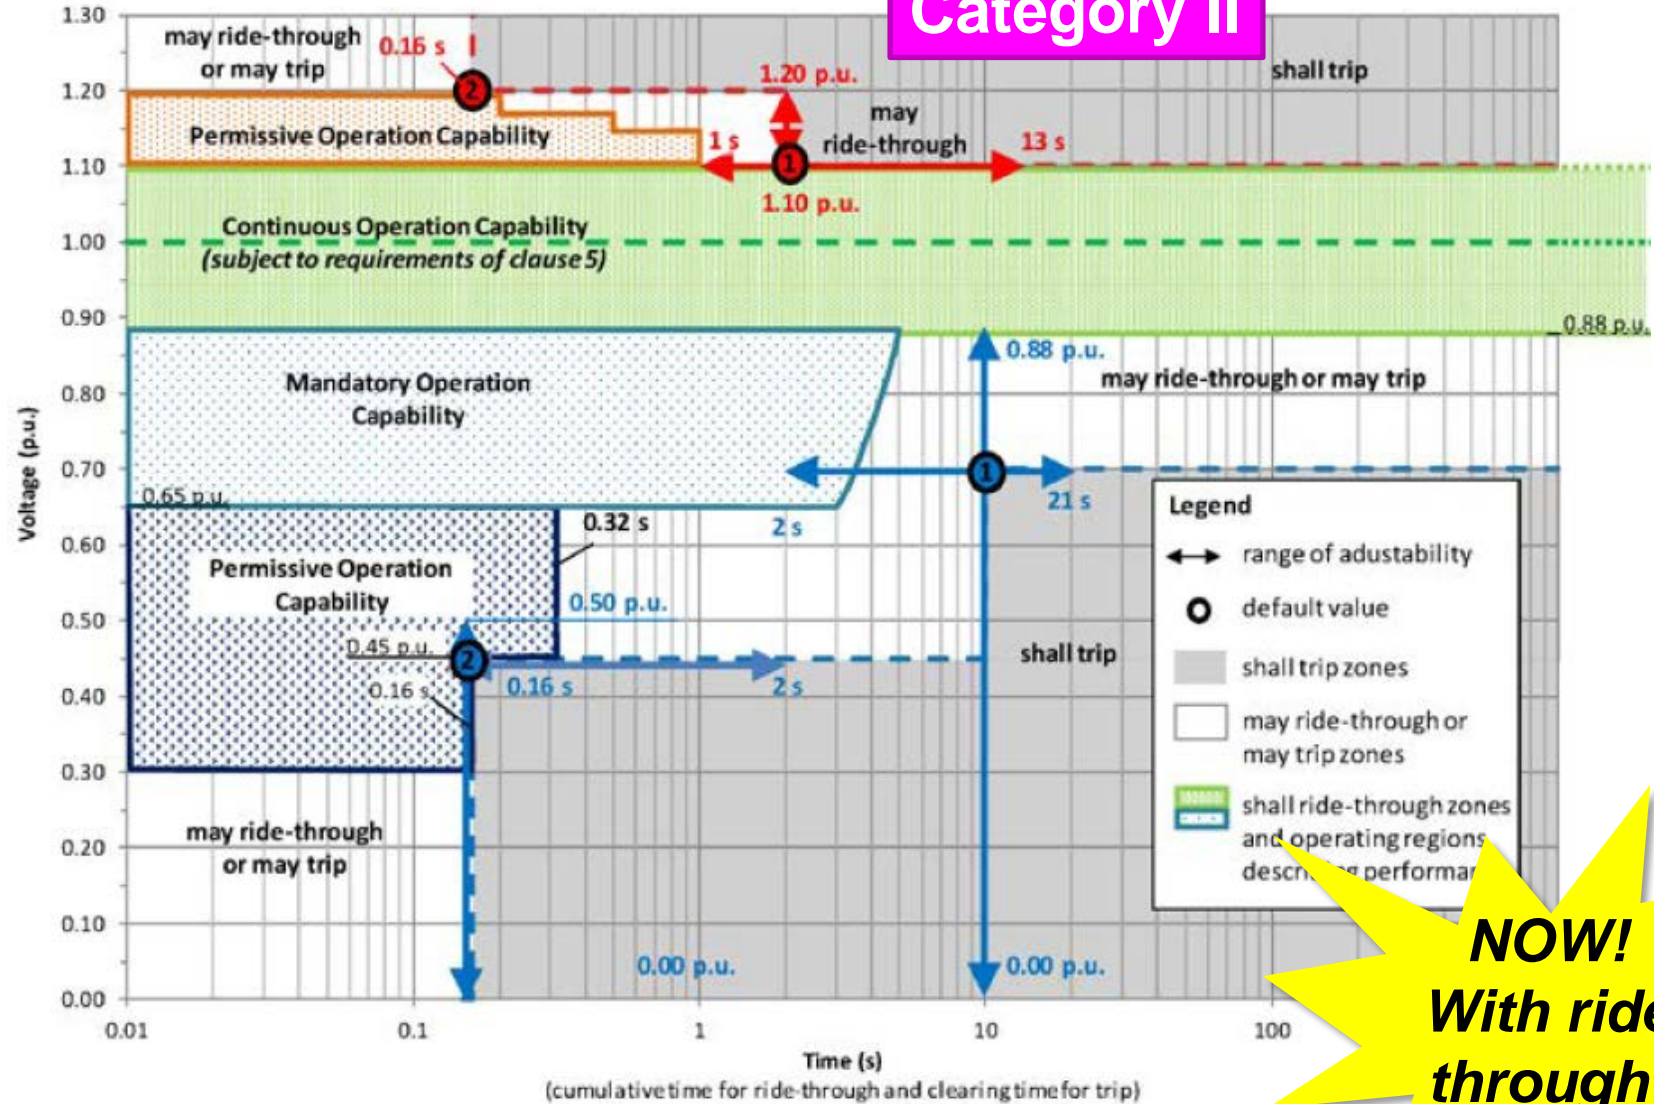 Category II
1.30
may ride-through
or may trip
0.16 s
shall trip
1.20
2
1.20 p.u.
Permissive Operation Capability
may
ride-through
1 s
13 s
1.10
1
1.10 p.u.
Continuous Operation Capability
(subject to requirements of clause 5)
1.00
0.90
0.88 p.u.
0.88 p.u.
may ride-through or may trip
Mandatory Operation
Capability
0.80
0.70
1
21 s
2 s
0.65 p.u.
0.32 s
0.60
Permissive Operation
Capability
0.50 p.u.
0.50
0.45 p.u.
2
shall trip
0.16 s
0.16 s
2 s
0.40
0.30
may ride-through
or may trip
0.20
0.10
0.00 p.u.
0.00 p.u.
0.00
Voltage (p.u.)
0.01
0.1
1
10
100
Time (s)
(cumulative time for ride-through and clearing time for trip)
Legend
range of adustability
default value
shall trip zones
may ride-through or
may trip zones
shall ride-through zones
and operating regions
NOW!
With ride
through